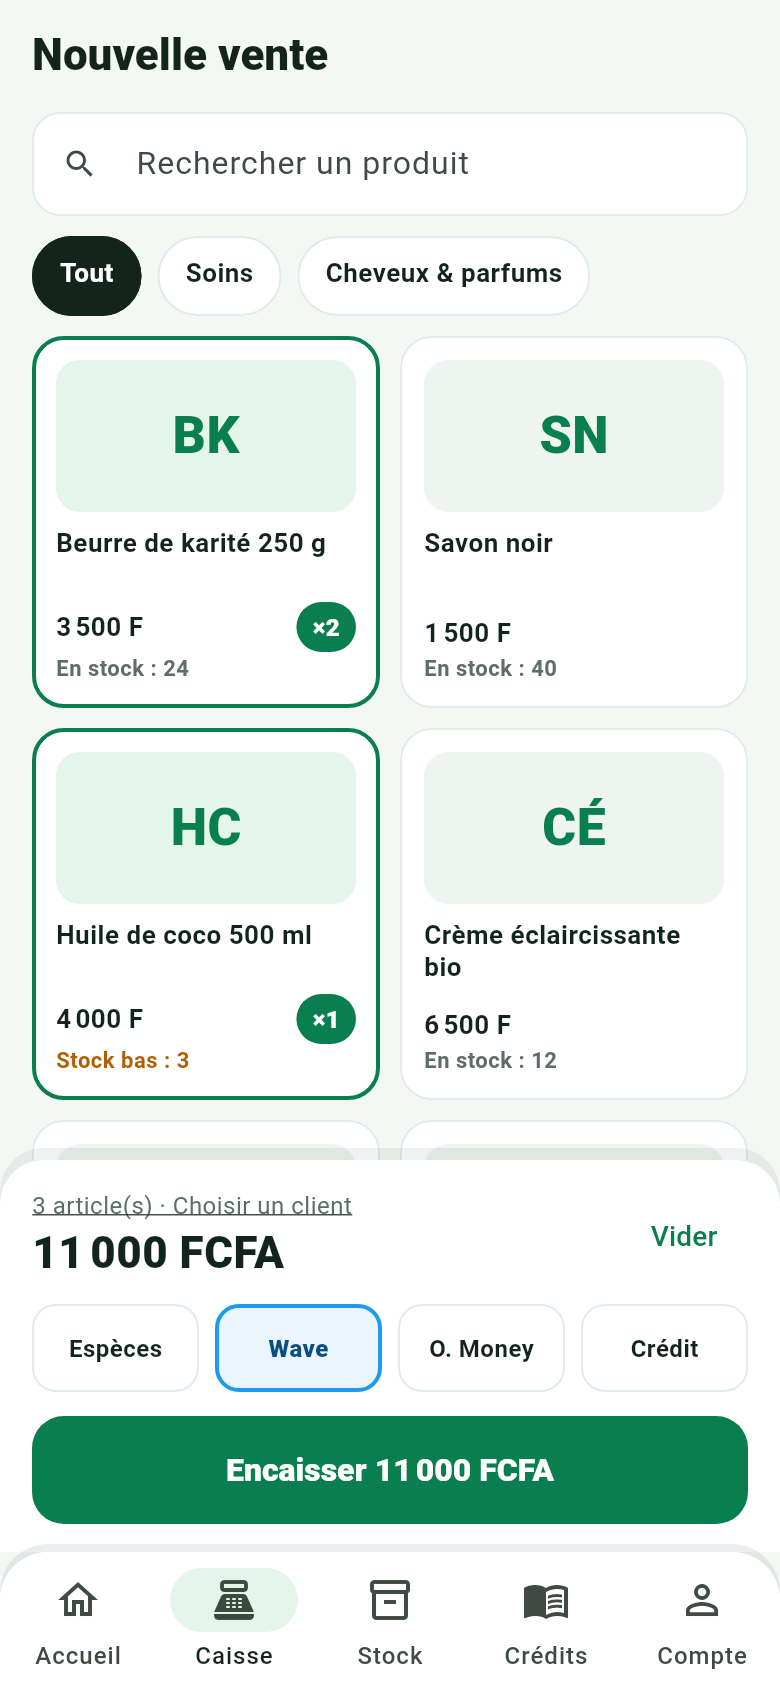 Nouvelle vente
Rechercher un produit
Tout
Soins
Cheveux & parfums
BK
Beurre de karité 250 g
3 500 F
×2
En stock : 24
SN
Savon noir
1 500 F
En stock : 40
HC
Huile de coco 500 ml
4 000 F
×1
Stock bas : 3
CÉ
Crème éclaircissante
bio
6 500 F
En stock : 12
3 article(s) · Choisir un client
11 000 FCFA
Vider
Espèces
Wave
O. Money
Crédit
Encaisser 11 000 FCFA
Accueil
Caisse
Stock
Crédits
Compte